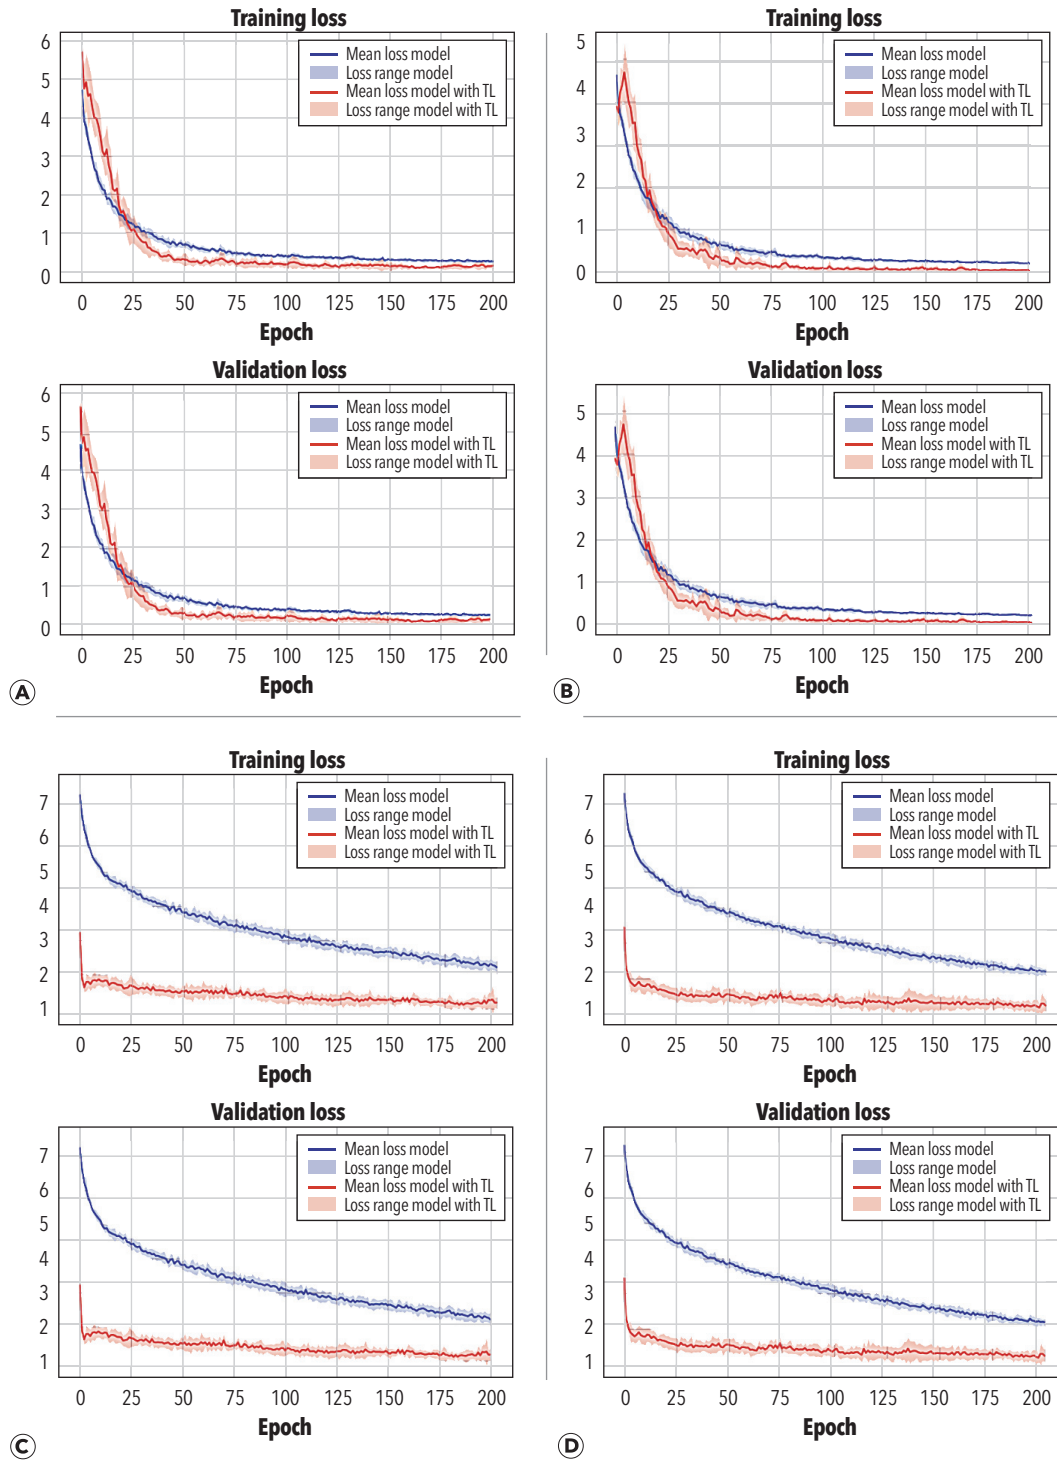 Training loss
6
5
4
3
2
1
0
Mean loss model
Loss range model
Mean loss model with TL
Loss range model with TL
0 25 50 75 100 125 150 175 200
Epoch
Validation loss
6
5
4
3
2
1
0
Mean loss model
Loss range model
Mean loss model with TL
Loss range model with TL
0 25 50 75 100 125 150 175 200
Epoch
A
Training loss
5
4
3
2
1
0
Mean loss model
Loss range model
Mean loss model with TL
Loss range model with TL
0 25 50 75 100 125 150 175 200
Epoch
Validation loss
5
4
3
2
1
0
Mean loss model
Loss range model
Mean loss model with TL
Loss range model with TL
0 25 50 75 100 125 150 175 200
Epoch
B
Training loss
7
6
5
4
3
2
1
Mean loss model
Loss range model
Mean loss model with TL
Loss range model with TL
0 25 50 75 100 125 150 175 200
Epoch
Validation loss
7
6
5
4
3
2
1
Mean loss model
Loss range model
Mean loss model with TL
Loss range model with TL
0 25 50 75 100 125 150 175 200
Epoch
C
Training loss
7
6
5
4
3
2
1
Mean loss model
Loss range model
Mean loss model with TL
Loss range model with TL
0 25 50 75 100 125 150 175 200
Epoch
Validation loss
7
6
5
4
3
2
1
Mean loss model
Loss range model
Mean loss model with TL
Loss range model with TL
0 25 50 75 100 125 150 175 200
Epoch
D